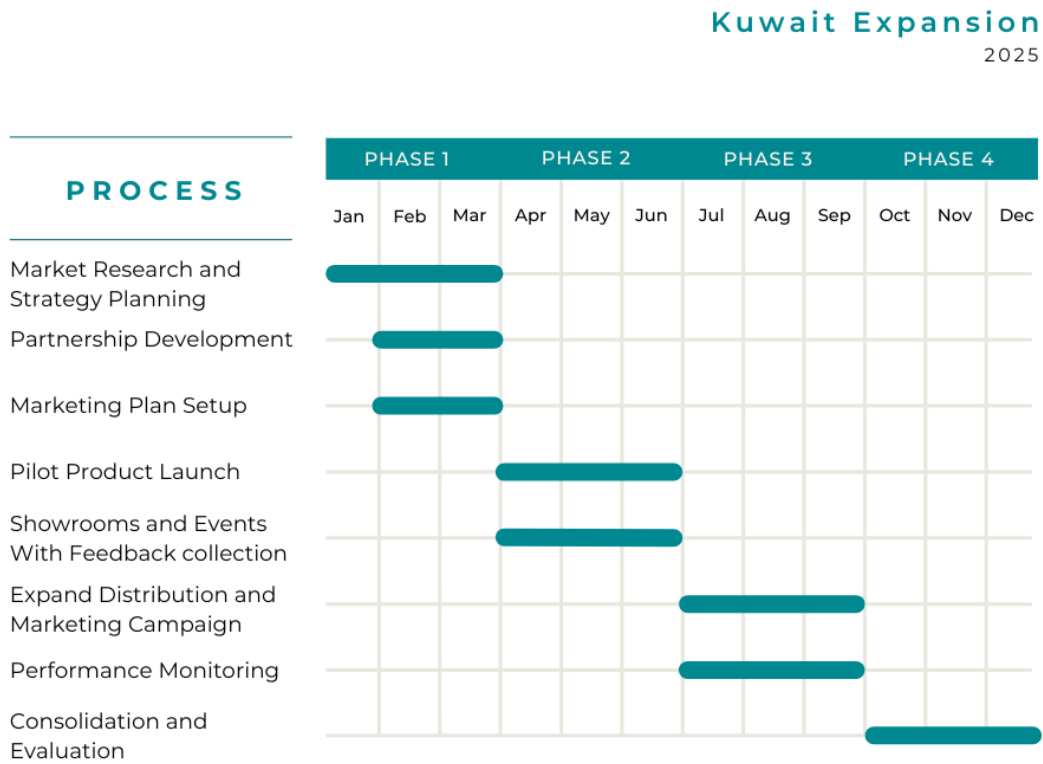 Kuwait Expansion
2025
PROCESS
PHASE 1 PHASE 2 PHASE 3 PHASE 4
Jan Feb Mar Apr May Jun Jul Aug Sep Oct Nov Dec
Market Research and
Strategy Planning
Partnership Development
Marketing Plan Setup
Pilot Product Launch
Showrooms and Events
With Feedback collection
Expand Distribution and
Marketing Campaign
Performance Monitoring
Consolidation and
Evaluation